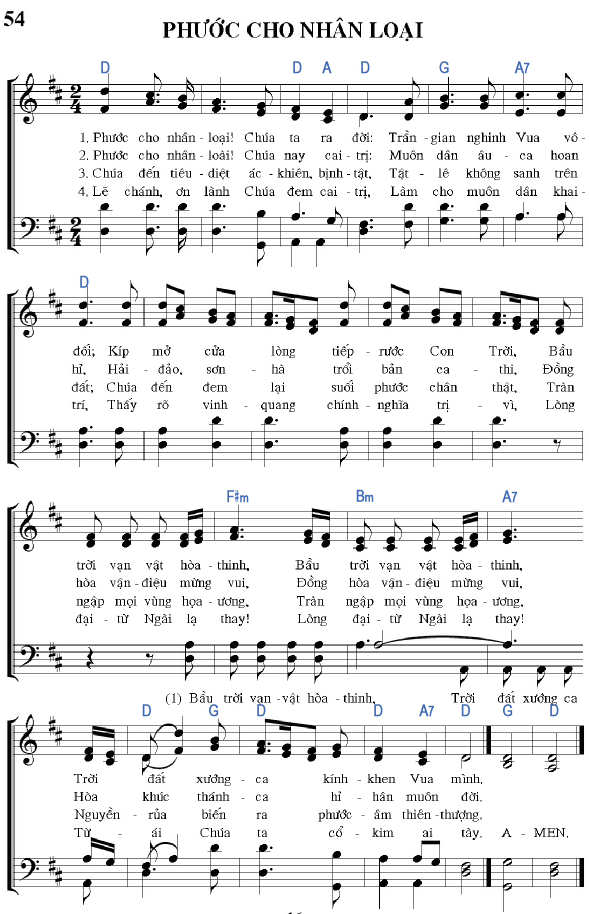 54
PHƯỚC CHO NHÂN LOẠI
D D A D G A7
2 4
1. Phước cho nhân - loại! Chúa ta ra đời: Trần - gian nghinh Vua võ -
2. Phước cho nhân - loài! Chúa nay cai - trị: Muôn dân âu - ca hoan
3. Chúa đến tiêu - diệt ác - khiên, bịnh - tật, Tật - lê không sanh trên
4. Lẽ chánh, ơn lành Chúa đem cai - trị, Làm cho muôn dân khai -
2 4
D
đối; Kíp mở cửa lòng tiếp - rước Con Trời, Bầu
hỉ, Hải - đảo, sơn - hà trổi bản ca - thi, Đồng
đất; Chúa đến đem lại suối phước chân thật, Tràn
trí, Thấy rõ vinh - quang chính - nghĩa trị - vì, Lòng
F#m Bm A7
trời vạn vật hòa - thinh, Bầu trời vạn vật hòa - thinh,
hòa vận - điệu mừng vui, Đồng hòa vận - điệu mừng vui,
ngập mọi vùng họa - ương, Tràn ngập mọi vùng họa - ương,
đại - từ Ngài lạ thay! Lòng đại - từ Ngài lạ thay!
(1) Bầu trời vạn - vật hòa - thinh, Trời đất xướng ca
D G D D A7 D G D
Trời đất xướng - ca kính - khen Vua mình.
Hòa khúc thánh - ca hỉ - hân muôn đời.
Nguyền - rủa biến ra phước - âm thiên - thượng.
Từ - ái Chúa ta cổ - kim ai tày. A - MEN.